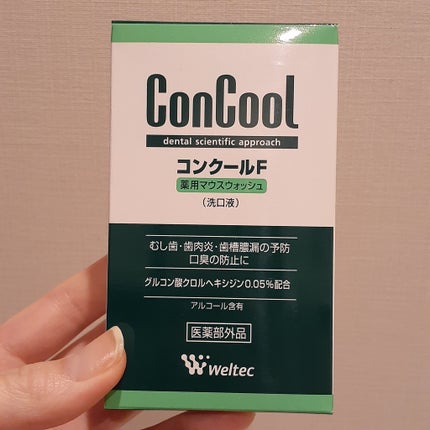 ConCool
dental scientific approach
コンクールF
薬用マウスウォッシュ
(洗口液)
むし歯・歯肉炎・歯槽膿漏の予防
口臭の防止に
グルコン酸クロルヘキシジン0.05%配合
アルコール含有
医薬部外品
weltec